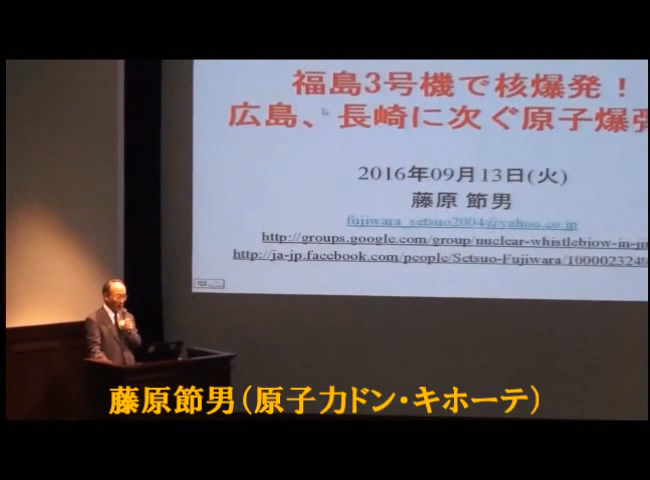 福島3号機で核爆発！
広島、長崎に次ぐ原子爆弾
2016年09月13日(火)
藤原 節男
fujiwara_setsuo2004@yahoo.co.jp
http://groups.google.com/group/nuclear-whistleblow-in-j
http://ja-jp.facebook.com/people/Setsuo-Fujiwara/100002324
藤原節男(原子力ドン・キホーテ)